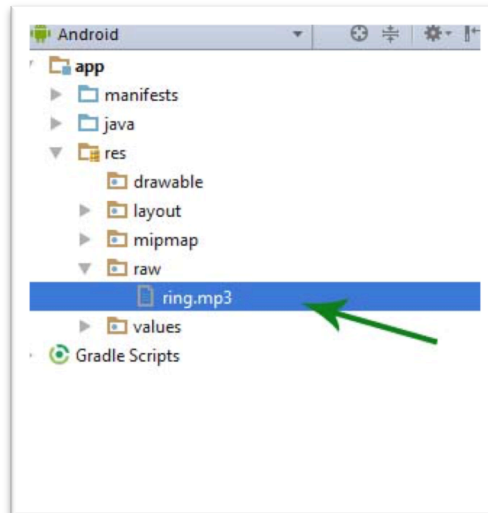 Android
app
manifests
java
res
drawable
layout
mipmap
raw
ring.mp3
values
Gradle Scripts